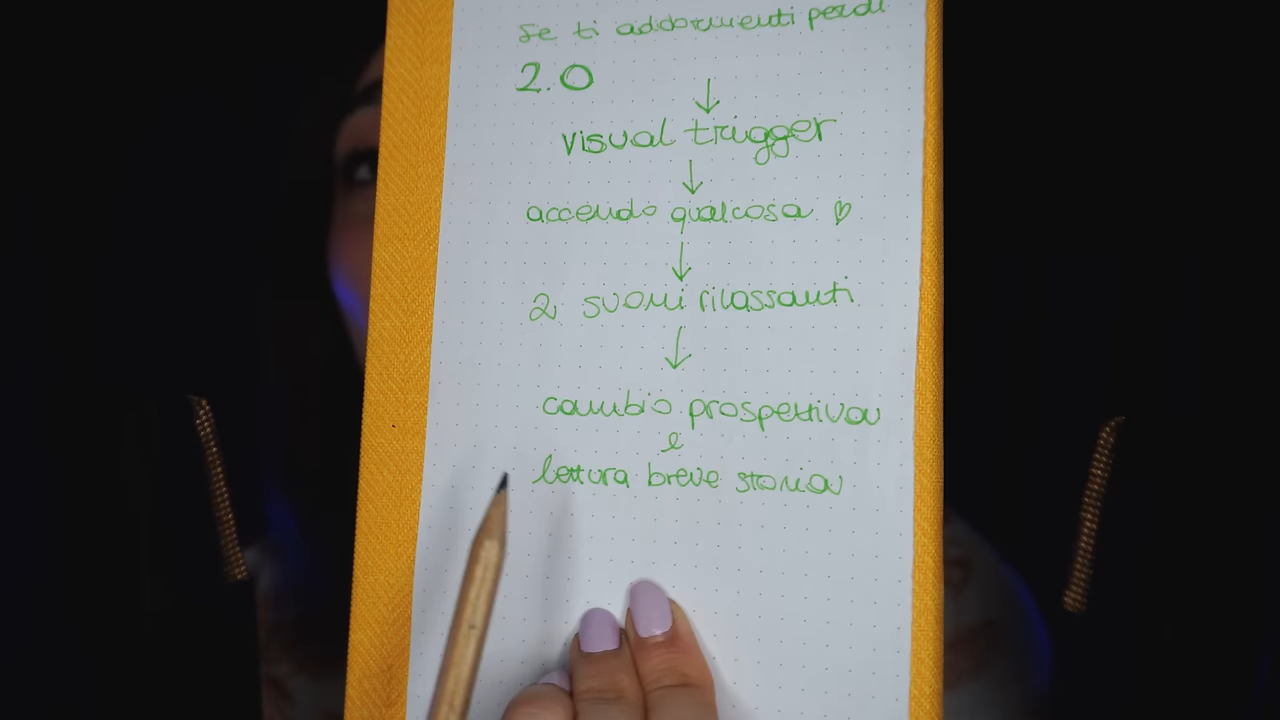 se ti addormenti perdi
2.0
visual trigger
accendo qualcosa ♡
2 suoni rilassanti
cambio prospettiva
e
lettura breve storia